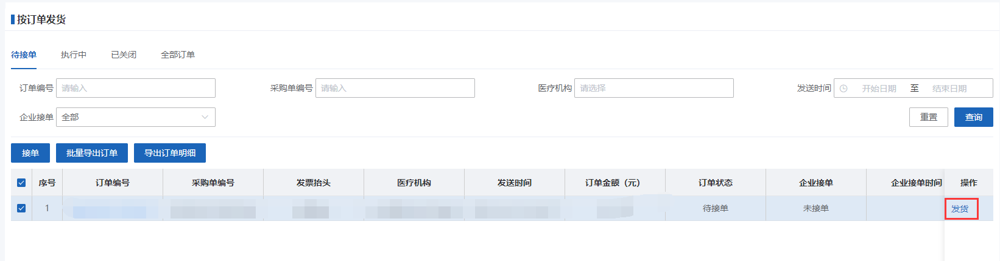 按订单发货
待接单 执行中 已关闭 全部订单
订单编号 请输入 采购单编号 请输入 医疗机构 请选择 发送时间 开始日期 至 结束日期
企业接单 全部 重置 查询
接单 批量导出订单 导出订单明细
序号 订单编号 采购单编号 发票抬头 医疗机构 发送时间 订单金额（元） 订单状态 企业接单 企业接单时间 操作
1 待接单 未接单 发货